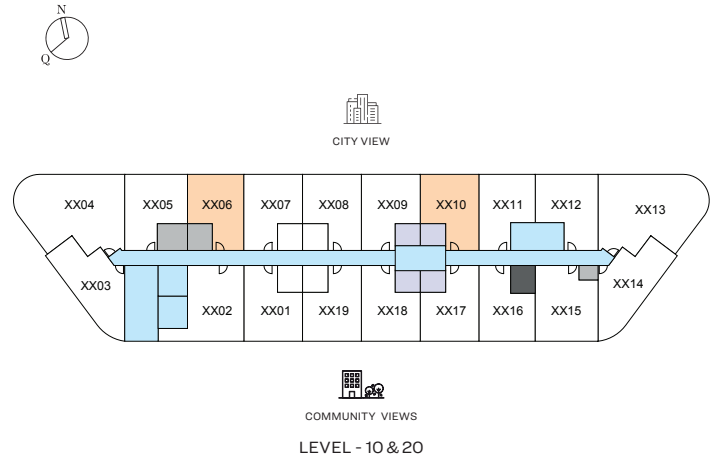 N
Q
CITY VIEW
XX04 XX05 XX06 XX07 XX08 XX09 XX10 XX11 XX12 XX13
XX03 XX14
XX02 XX01 XX19 XX18 XX17 XX16 XX15
COMMUNITY VIEWS
LEVEL - 10 & 20